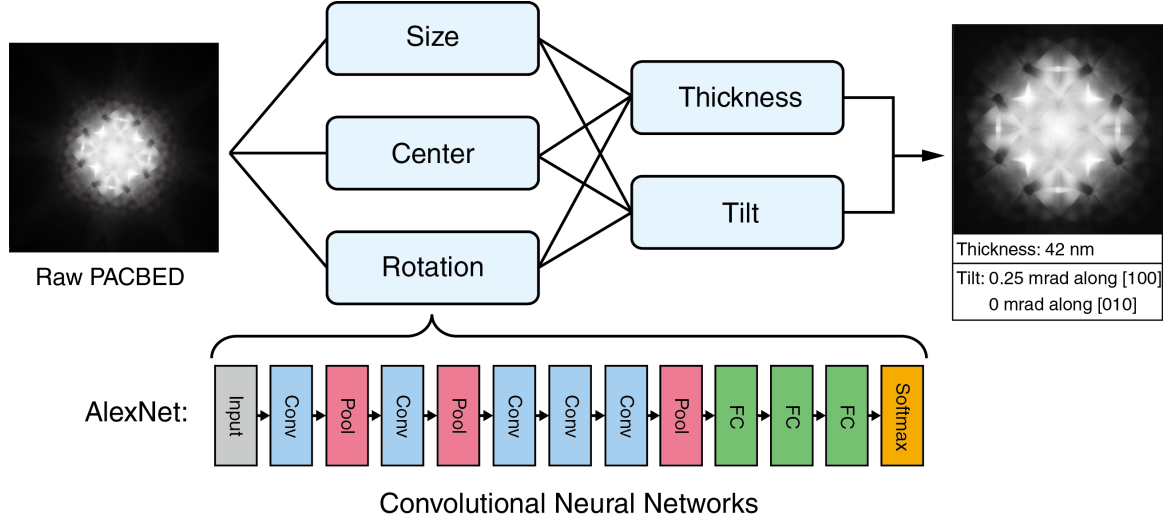 Size
Center
Rotation
Thickness
Tilt
Raw PACBED
Thickness: 42 nm
Tilt: 0.25 mrad along [100]
0 mrad along [010]
AlexNet:
Input
Conv
Pool
Conv
Pool
Conv
Conv
Conv
Pool
FC
FC
FC
Softmax
Convolutional Neural Networks